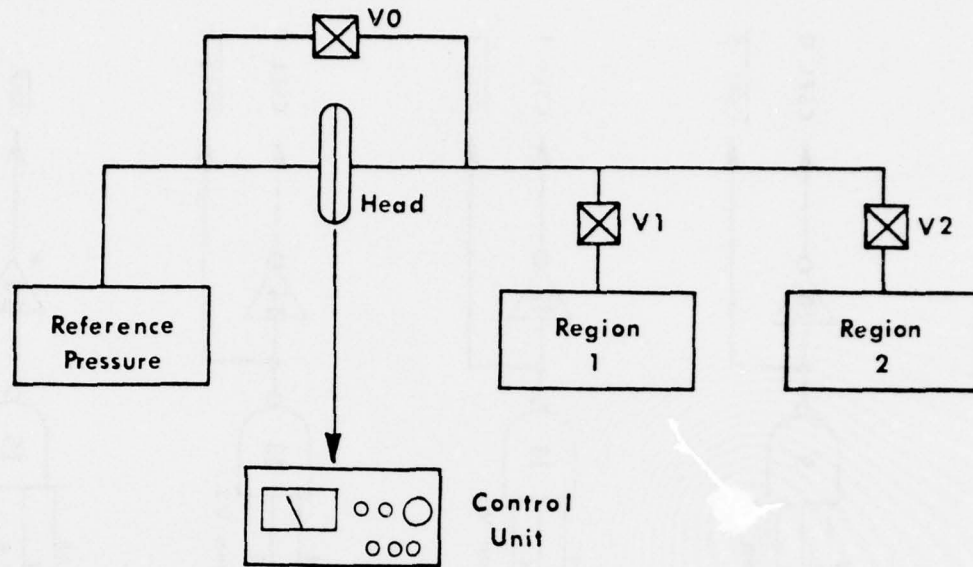 V0
Head
V1
V2
Reference
Pressure
Region
1
Region
2
Control
Unit